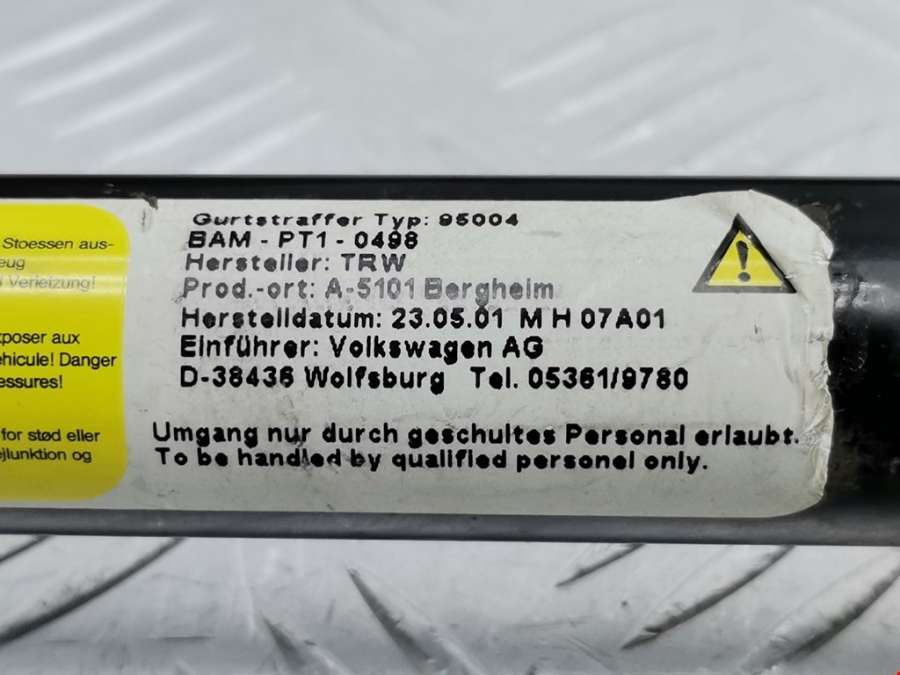 Stoessen aus-
eug
Verletzung!
xposer aux
ehicule! Danger
essures!
for stød eller
ejlunktion og
Gurtstraffer Typ: 95004
BAM - PT1 - 0498
Hersteller: TRW
Prod.-ort: A-5101 Bergheim
Herstelldatum: 23.05.01 M H 07A01
Einführer: Volkswagen AG
D-38436 Wolfsburg Tel. 05361/9780
Umgang nur durch geschultes Personal erlaubt.
To be handled by qualified personel only.